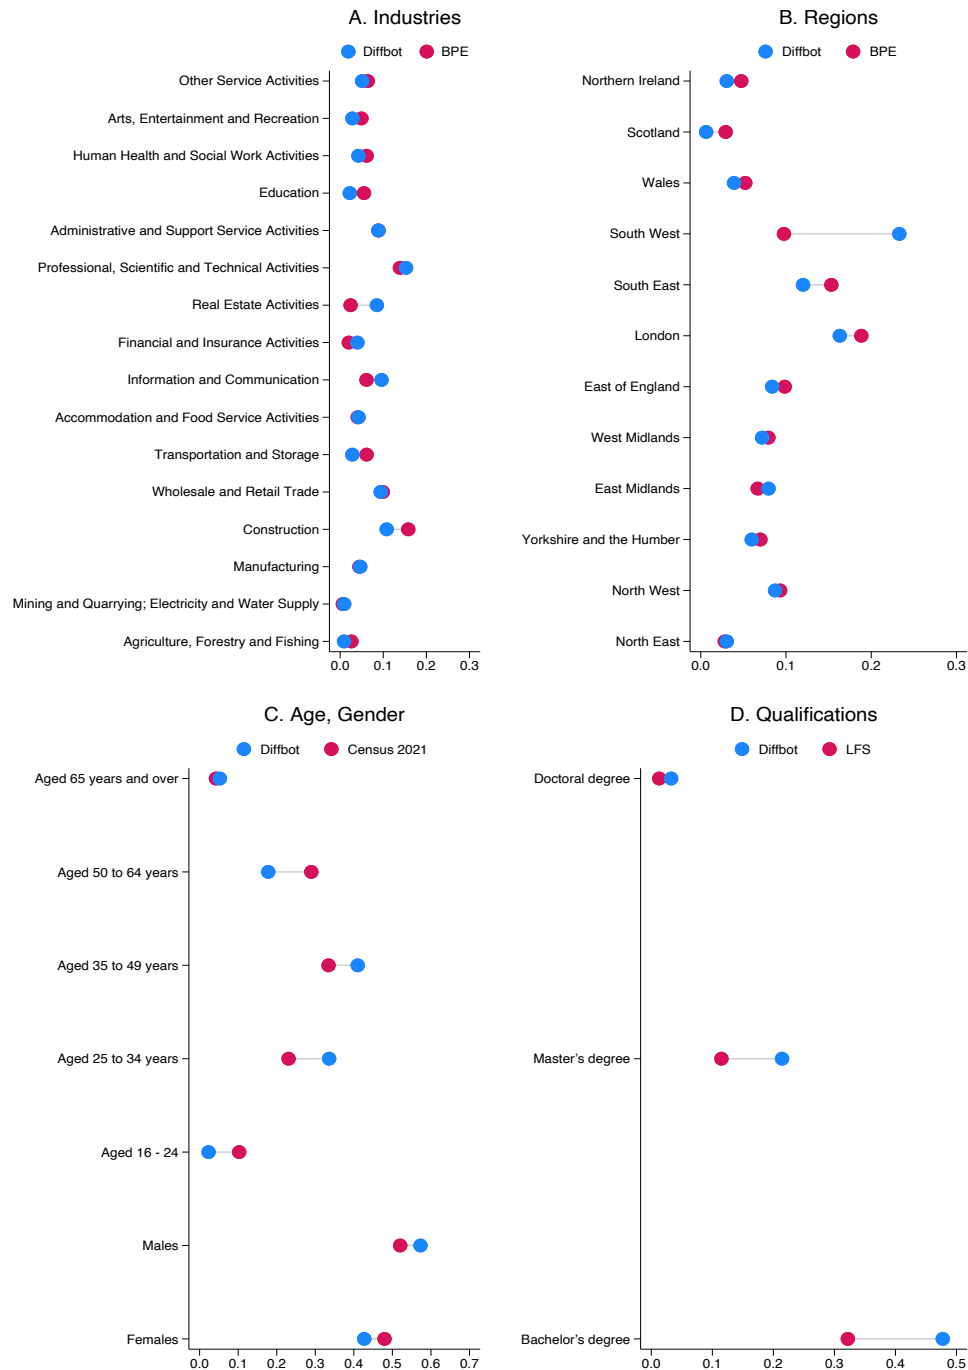 A. Industries
Diffbot BPE
Other Service Activities
Arts, Entertainment and Recreation
Human Health and Social Work Activities
Education
Administrative and Support Service Activities
Professional, Scientific and Technical Activities
Real Estate Activities
Financial and Insurance Activities
Information and Communication
Accommodation and Food Service Activities
Transportation and Storage
Wholesale and Retail Trade
Construction
Manufacturing
Mining and Quarrying; Electricity and Water Supply
Agriculture, Forestry and Fishing
0.0 0.1 0.2 0.3
B. Regions
Diffbot BPE
Northern Ireland
Scotland
Wales
South West
South East
London
East of England
West Midlands
East Midlands
Yorkshire and the Humber
North West
North East
0.0 0.1 0.2 0.3
C. Age, Gender
Diffbot Census 2021
Aged 65 years and over
Aged 50 to 64 years
Aged 35 to 49 years
Aged 25 to 34 years
Aged 16 - 24
Males
Females
0.0 0.1 0.2 0.3 0.4 0.5 0.6 0.7
D. Qualifications
Diffbot LFS
Doctoral degree
Master’s degree
Bachelor’s degree
0.0 0.1 0.2 0.3 0.4 0.5